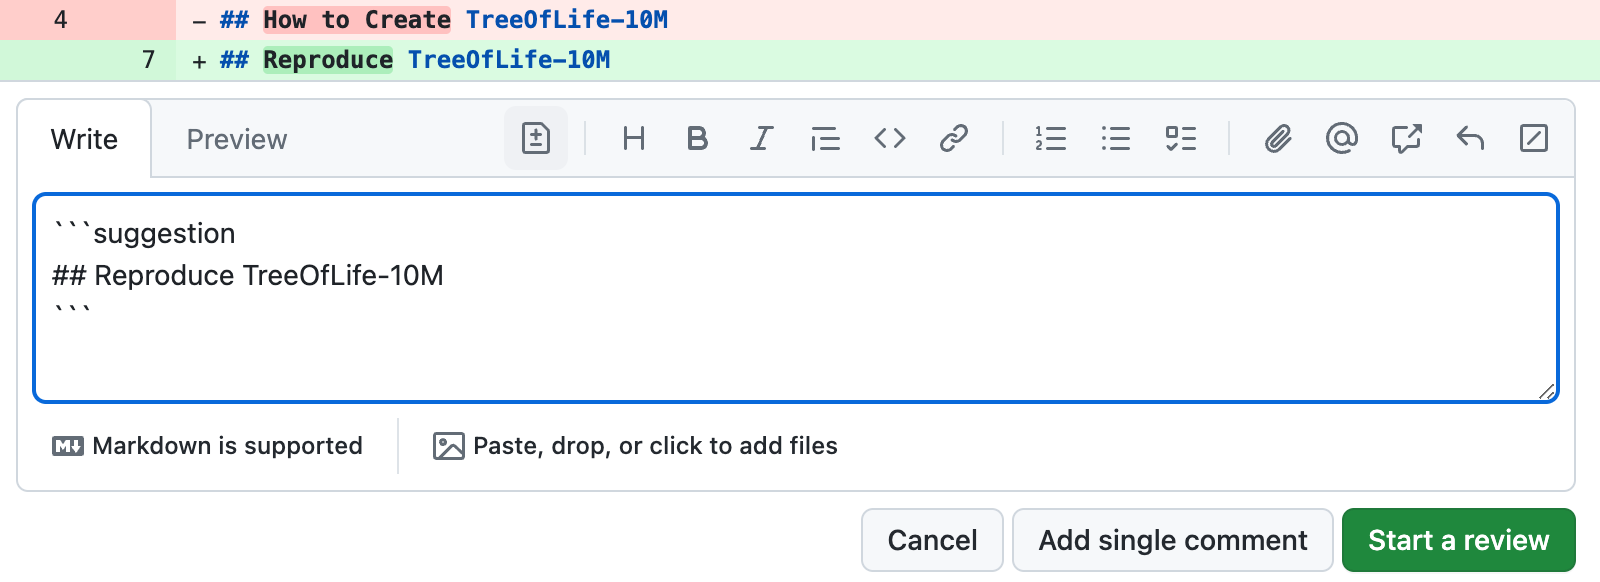 4 - ## How to Create TreeOfLife-10M
7 + ## Reproduce TreeOfLife-10M
Write Preview
```suggestion
## Reproduce TreeOfLife-10M
```
Markdown is supported Paste, drop, or click to add files
Cancel Add single comment Start a review